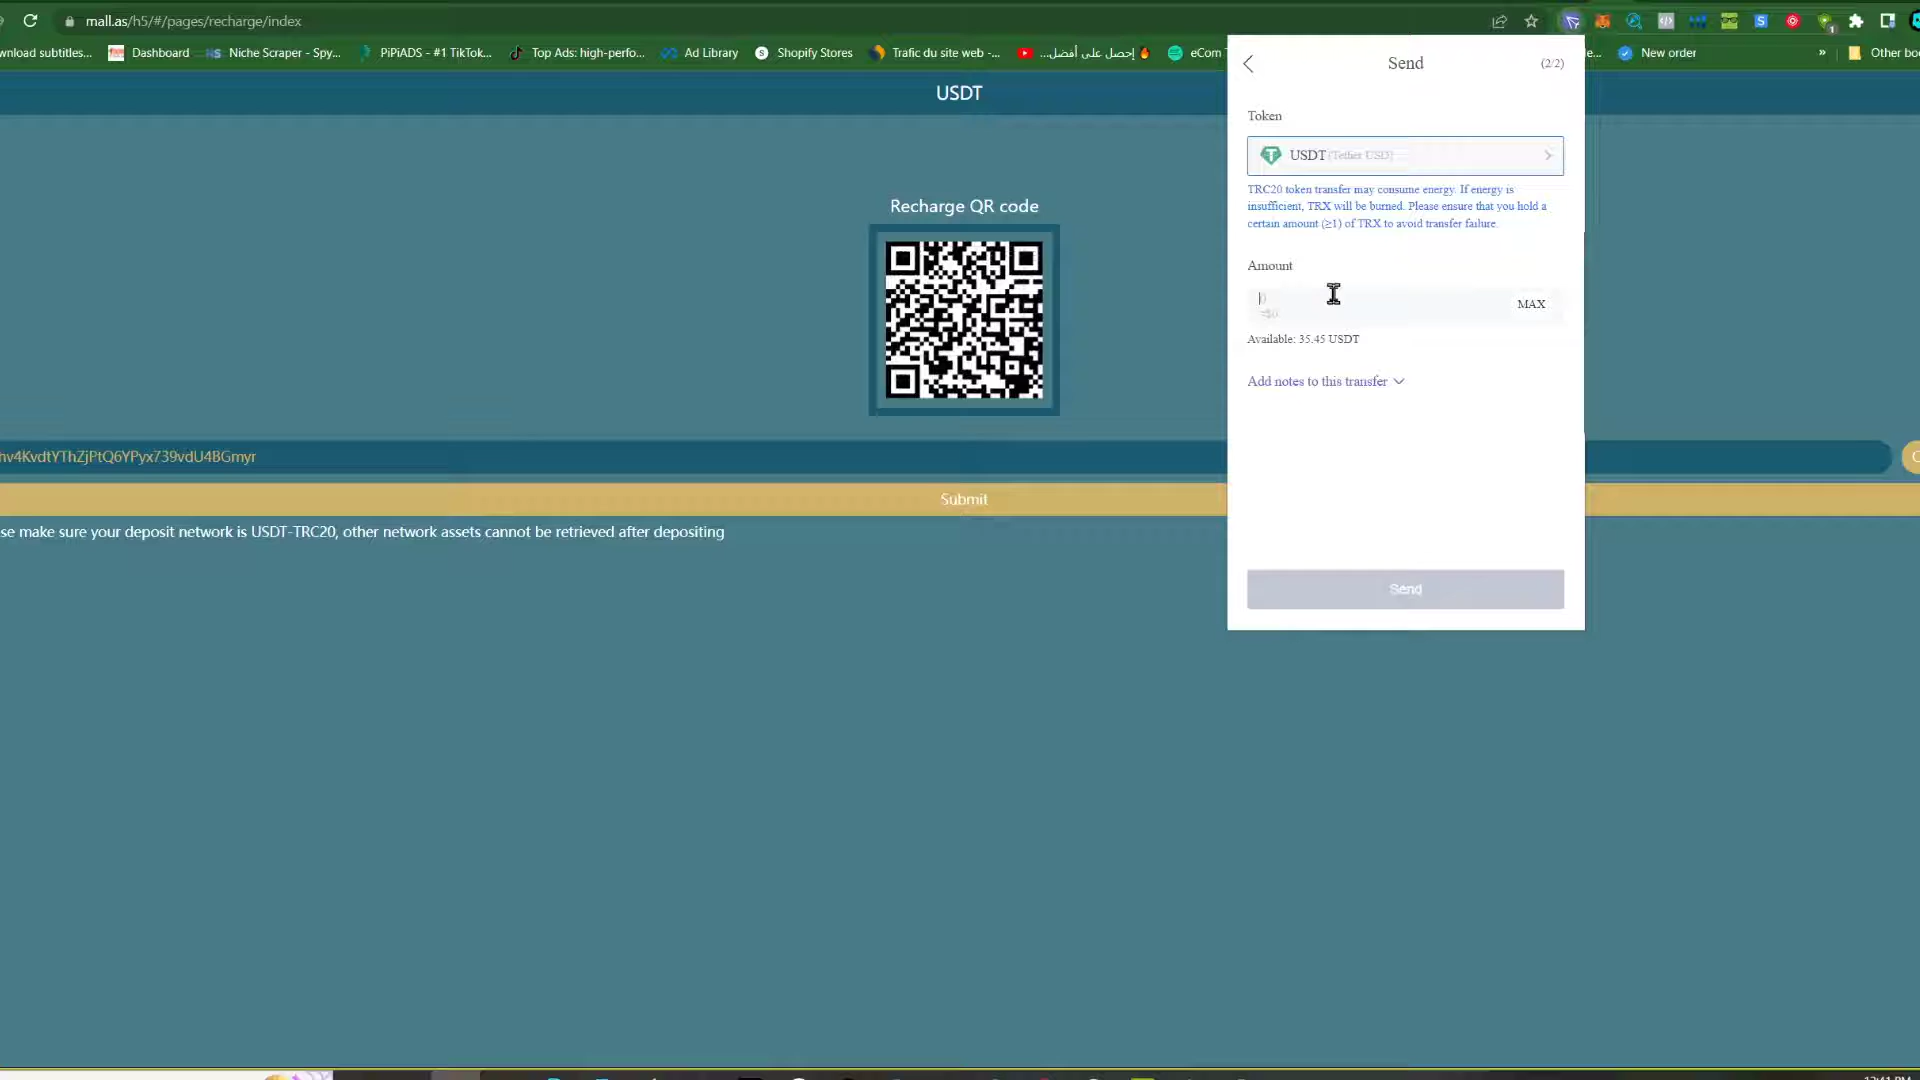 mall.as/h5/#/pages/recharge/index
wnload subtitles...
Dashboard
Niche Scraper - Spy...
PiPiADS - #1 TikTok...
Top Ads: high-perfo...
Ad Library
Shopify Stores
Trafic du site web -...
إحصل على أفضل...
eCom
New order
»
Other boo
USDT
Recharge QR code
hv4KvdtYThZjPtQ6YPyx739vdU4BGmyr
Submit
se make sure your deposit network is USDT-TRC20, other network assets cannot be retrieved after depositing
Send
(2/2)
Token
USDT (Tether USD)
TRC20 token transfer may consume energy. If energy is
insufficient, TRX will be burned. Please ensure that you hold a
certain amount (≥1) of TRX to avoid transfer failure.
Amount
0
≈$0
MAX
Available: 35.45 USDT
Add notes to this transfer
Send